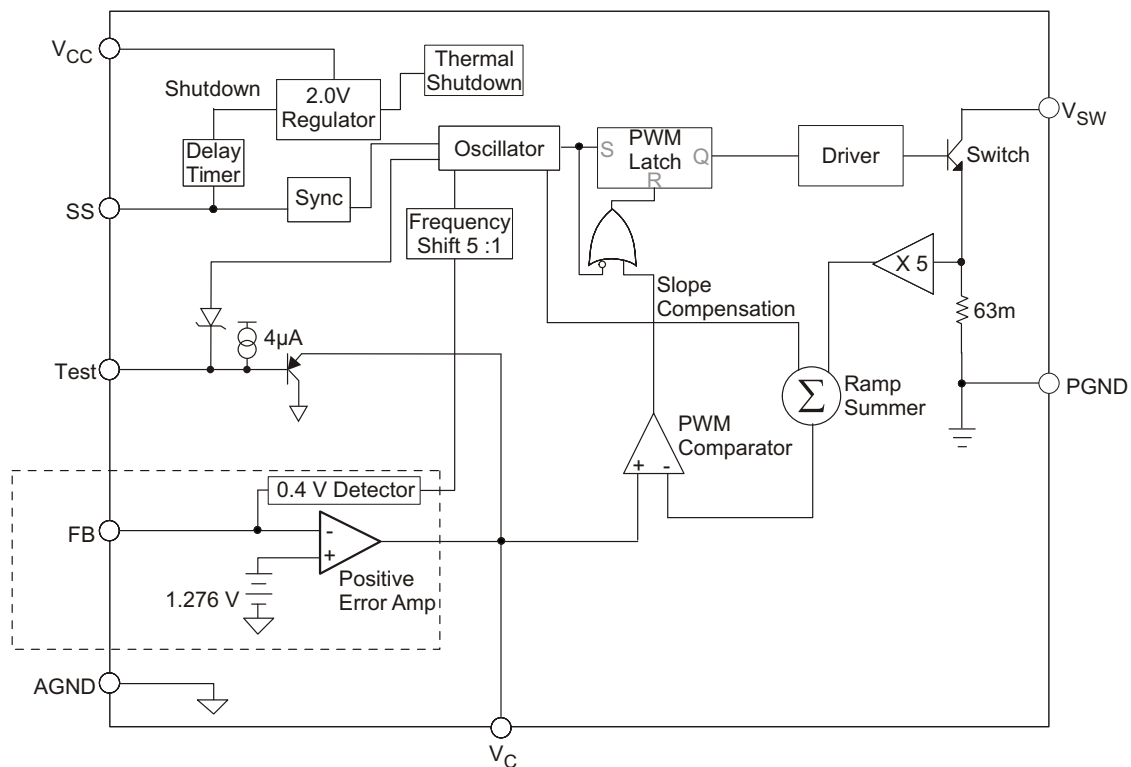 VCC
Shutdown
2.0V
Regulator
Thermal
Shutdown
VSW
Delay
Timer
Oscillator
S
PWM
Latch
Q
R
Driver
Switch
SS
Sync
Frequency
Shift 5 :1
X 5
Slope
Compensation
63m
4µA
Test
Σ
Ramp
Summer
PGND
PWM
Comparator
+
-
0.4 V Detector
FB
-
+
1.276 V
Positive
Error Amp
AGND
VC